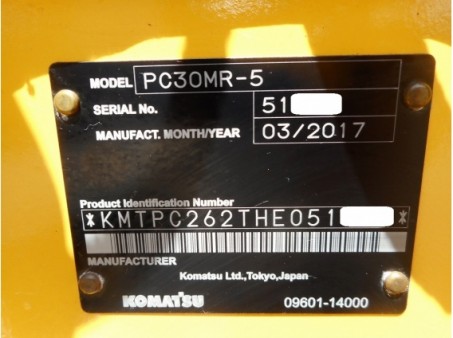 MODEL PC30MR-5
SERIAL No. 51
MANUFACT. MONTH/YEAR 03/2017
Product Identification Number
*KMTPC262THE051 *
MANUFACTURER
Komatsu Ltd.,Tokyo,Japan
KOMATSU 09601-14000